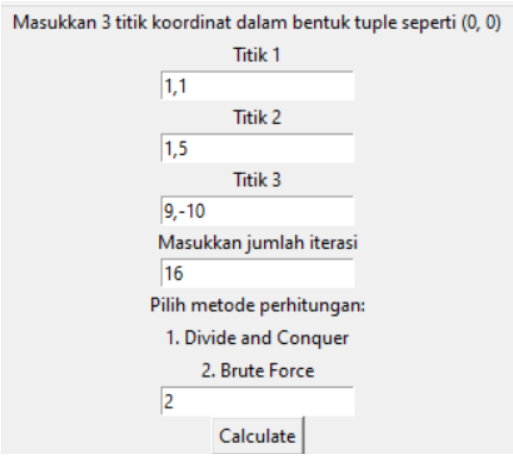 Masukkan 3 titik koordinat dalam bentuk tuple seperti (0, 0)
Titik 1
1,1
Titik 2
1,5
Titik 3
9,-10
Masukkan jumlah iterasi
16
Pilih metode perhitungan:
1. Divide and Conquer
2. Brute Force
2
Calculate